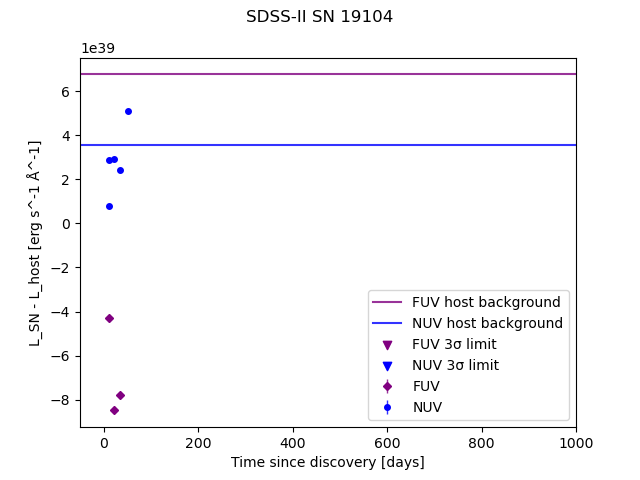 SDSS-II SN 19104
1e39
6
4
2
0
−2
−4
−6
−8
L_SN - L_host [erg s^-1 Å^-1]
FUV host background
NUV host background
FUV 3σ limit
NUV 3σ limit
FUV
NUV
0 200 400 600 800 1000
Time since discovery [days]